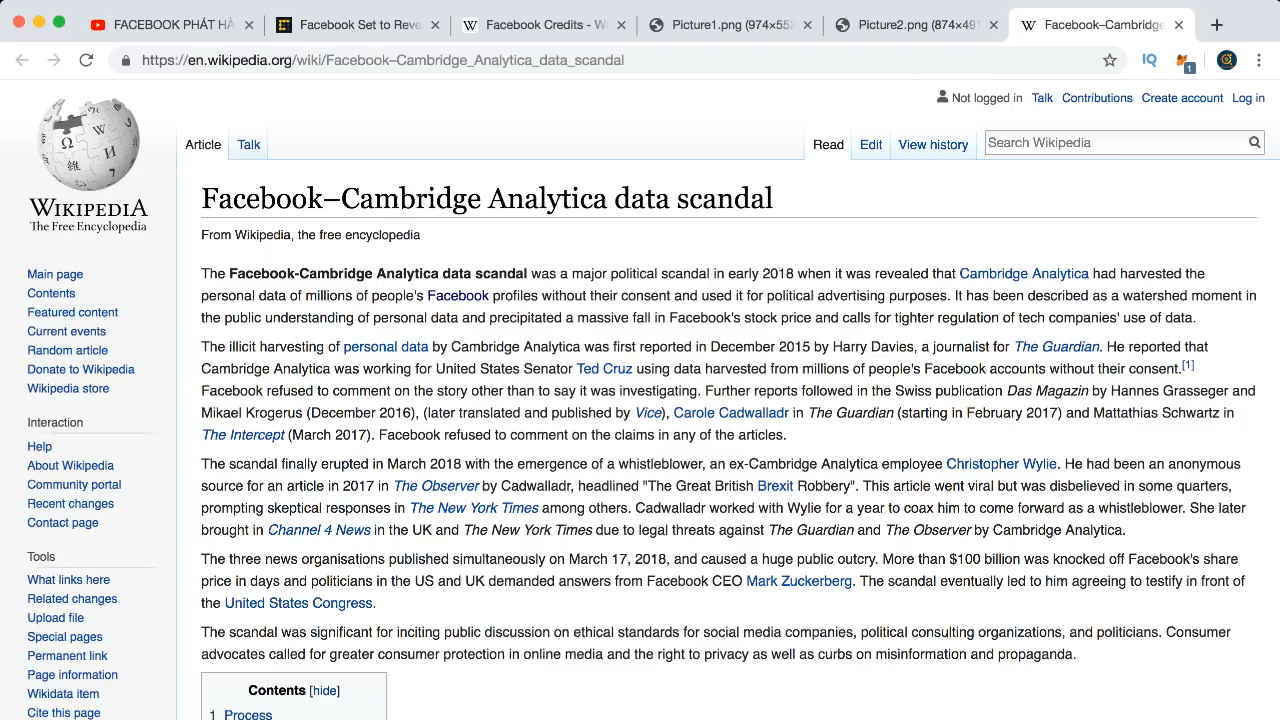 FACEBOOK PHÁT HÀ
Facebook Set to Reve
Facebook Credits - Wi
Picture1.png (974×552
Picture2.png (874×491
Facebook–Cambridge
https://en.wikipedia.org/wiki/Facebook–Cambridge_Analytica_data_scandal
IQ
1
Not logged in Talk Contributions Create account Log in
Article Talk
Read Edit View history
Search Wikipedia
WIKIPEDIA
The Free Encyclopedia
Main page
Contents
Featured content
Current events
Random article
Donate to Wikipedia
Wikipedia store
Interaction
Help
About Wikipedia
Community portal
Recent changes
Contact page
Tools
What links here
Related changes
Upload file
Special pages
Permanent link
Page information
Wikidata item
Cite this page
Facebook–Cambridge Analytica data scandal
From Wikipedia, the free encyclopedia
The Facebook-Cambridge Analytica data scandal was a major political scandal in early 2018 when it was revealed that Cambridge Analytica had harvested the
personal data of millions of people's Facebook profiles without their consent and used it for political advertising purposes. It has been described as a watershed moment in
the public understanding of personal data and precipitated a massive fall in Facebook's stock price and calls for tighter regulation of tech companies' use of data.
The illicit harvesting of personal data by Cambridge Analytica was first reported in December 2015 by Harry Davies, a journalist for The Guardian. He reported that
Cambridge Analytica was working for United States Senator Ted Cruz using data harvested from millions of people's Facebook accounts without their consent.[1]
Facebook refused to comment on the story other than to say it was investigating. Further reports followed in the Swiss publication Das Magazin by Hannes Grasseger and
Mikael Krogerus (December 2016), (later translated and published by Vice), Carole Cadwalladr in The Guardian (starting in February 2017) and Mattathias Schwartz in
The Intercept (March 2017). Facebook refused to comment on the claims in any of the articles.
The scandal finally erupted in March 2018 with the emergence of a whistleblower, an ex-Cambridge Analytica employee Christopher Wylie. He had been an anonymous
source for an article in 2017 in The Observer by Cadwalladr, headlined "The Great British Brexit Robbery". This article went viral but was disbelieved in some quarters,
prompting skeptical responses in The New York Times among others. Cadwalladr worked with Wylie for a year to coax him to come forward as a whistleblower. She later
brought in Channel 4 News in the UK and The New York Times due to legal threats against The Guardian and The Observer by Cambridge Analytica.
The three news organisations published simultaneously on March 17, 2018, and caused a huge public outcry. More than $100 billion was knocked off Facebook's share
price in days and politicians in the US and UK demanded answers from Facebook CEO Mark Zuckerberg. The scandal eventually led to him agreeing to testify in front of
the United States Congress.
The scandal was significant for inciting public discussion on ethical standards for social media companies, political consulting organizations, and politicians. Consumer
advocates called for greater consumer protection in online media and the right to privacy as well as curbs on misinformation and propaganda.
Contents [hide]
1 Process